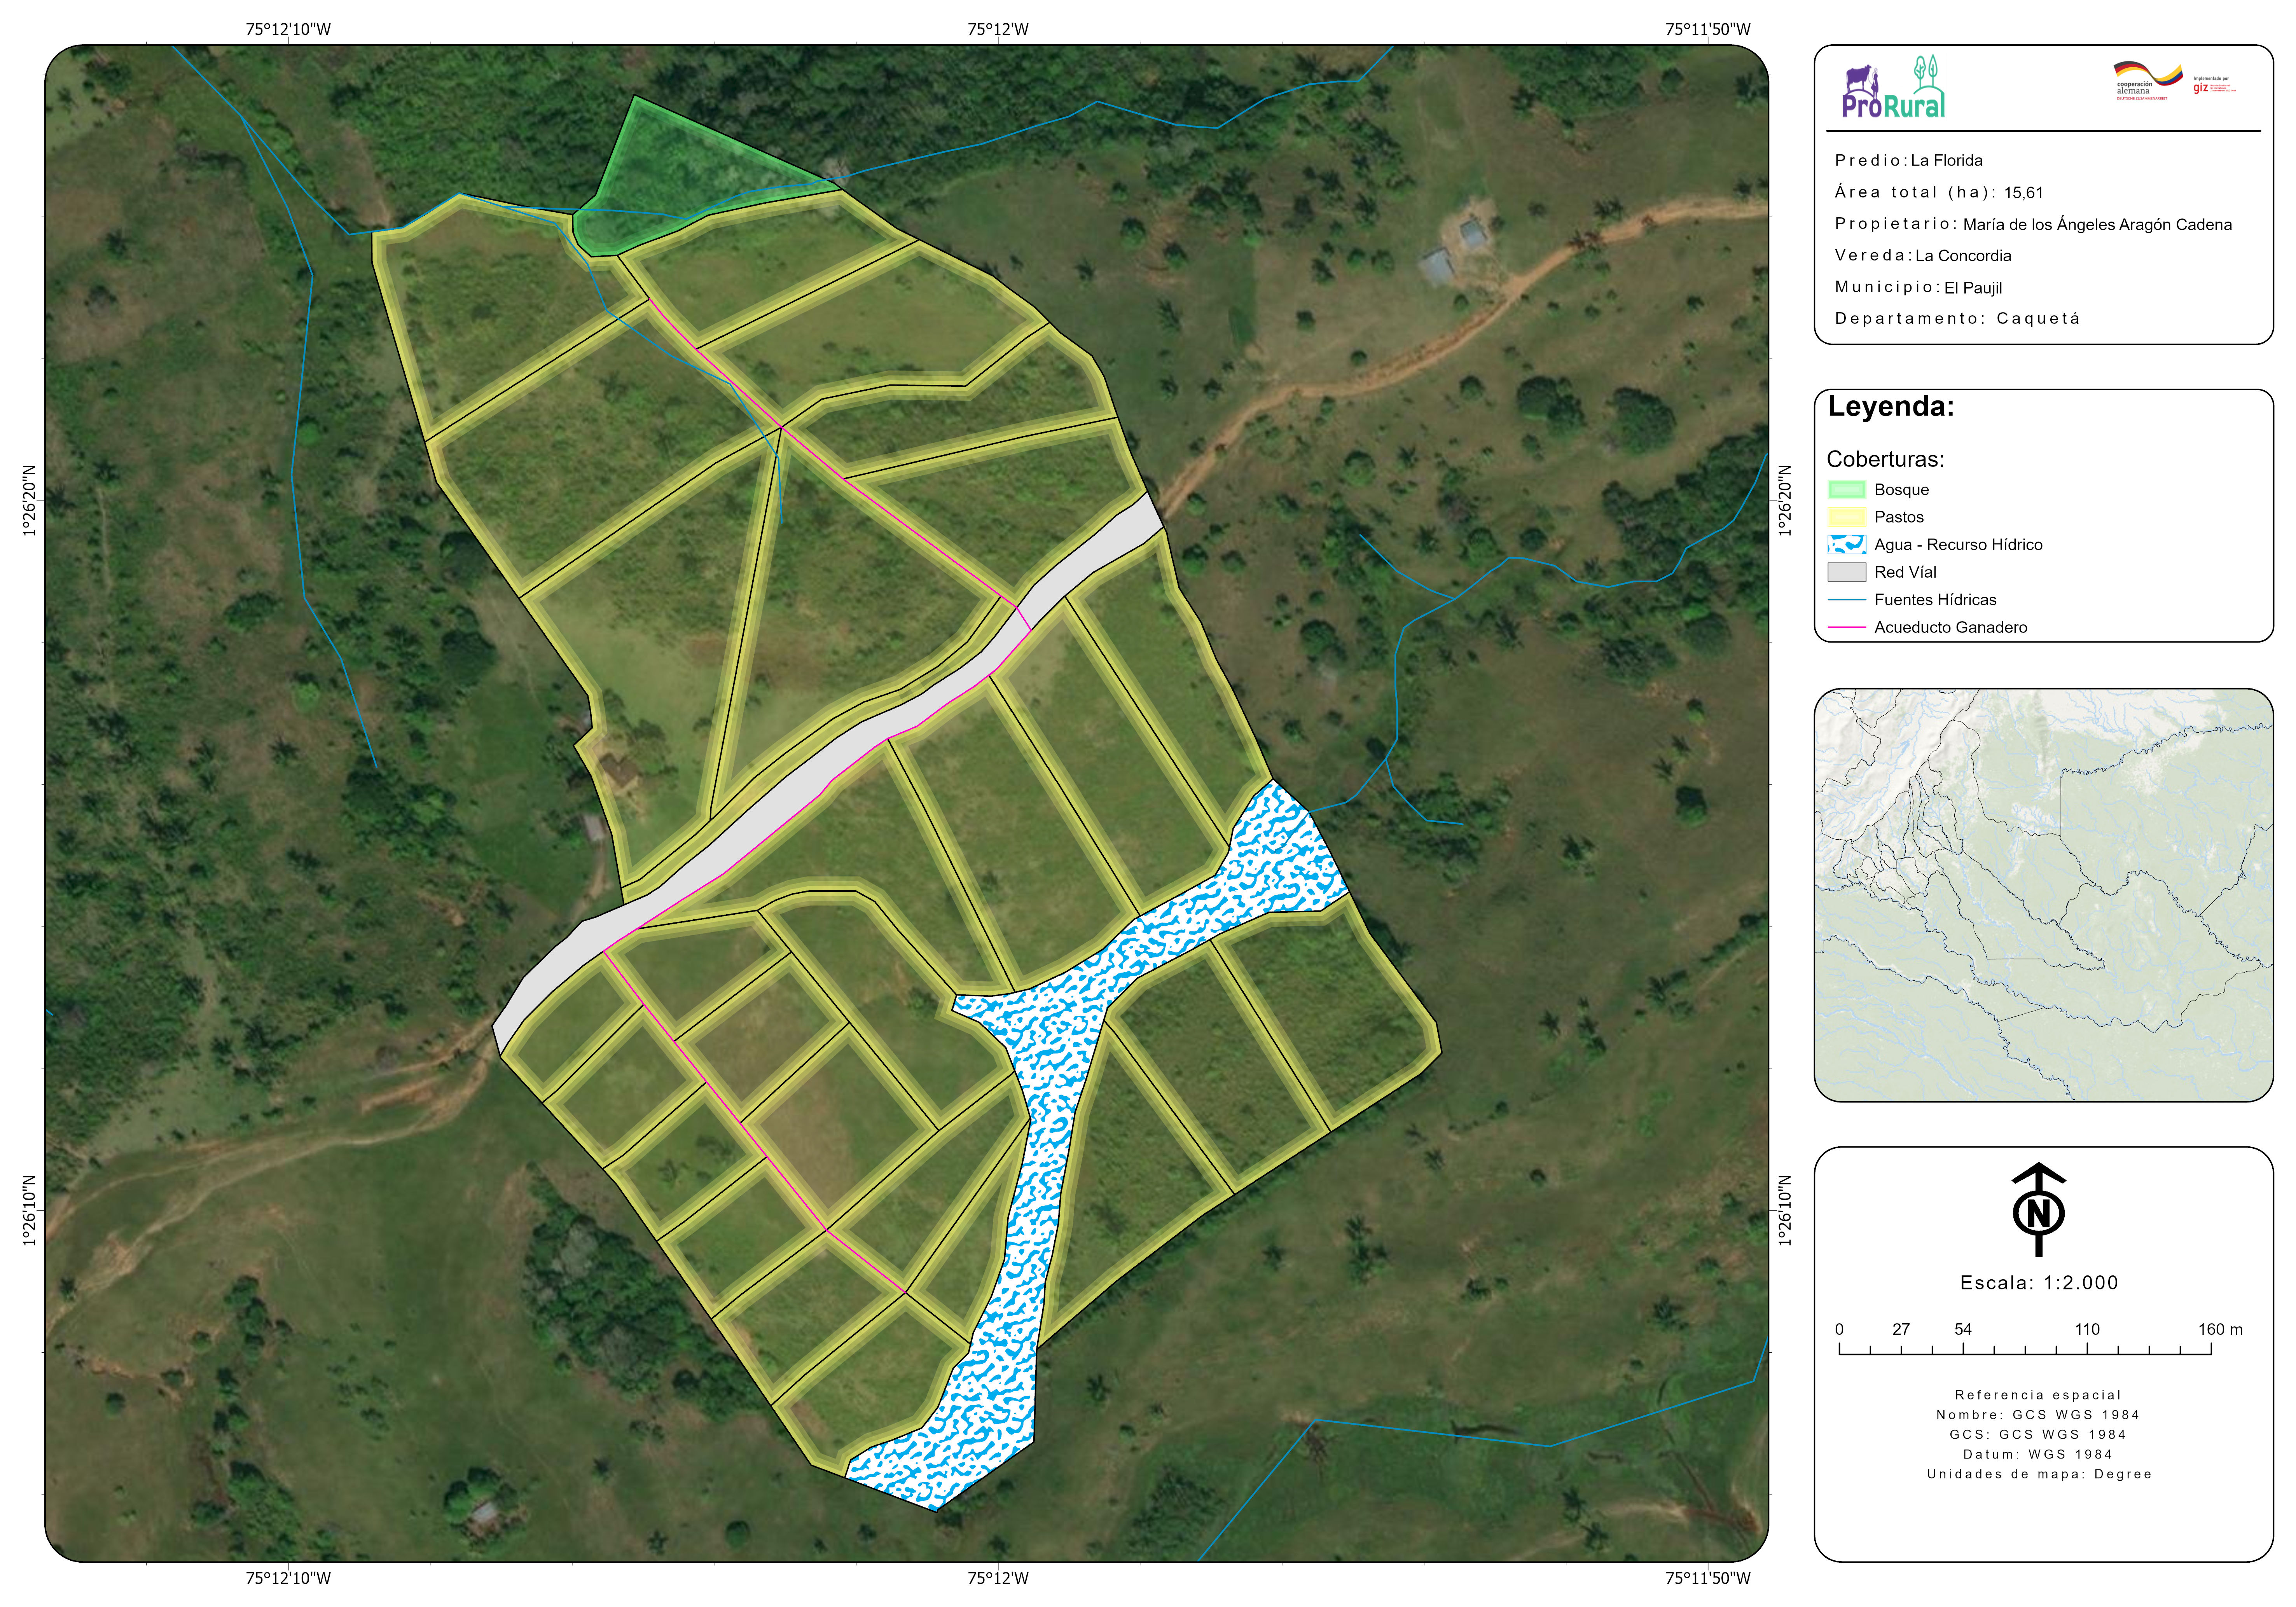 75°12'10"W
75°12'W
75°11'50"W
1°26'20"N
1°26'10"N
1°26'20"N
1°26'10"N
75°12'10"W
75°12'W
75°11'50"W
ProRural
cooperación
alemana
DEUTSCHE ZUSAMMENARBEIT
Implementado por
giz
Predio: La Florida
Área total (ha): 15,61
Propietario: María de los Ángeles Aragón Cadena
Vereda: La Concordia
Municipio: El Paujil
Departamento: Caquetá
Leyenda:
Coberturas:
Bosque
Pastos
Agua - Recurso Hídrico
Red Víal
Fuentes Hídricas
Acueducto Ganadero
N
Escala: 1:2.000
0 27 54 110 160 m
Referencia espacial
Nombre: GCS WGS 1984
GCS: GCS WGS 1984
Datum: WGS 1984
Unidades de mapa: Degree